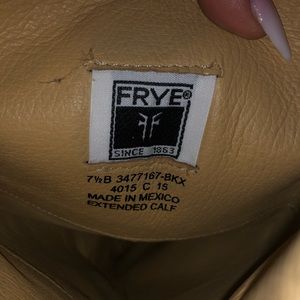 FRYE®
SINCE 1863
7½B 3477167-BKX
4015 C 15
MADE IN MEXICO
EXTENDED CALF